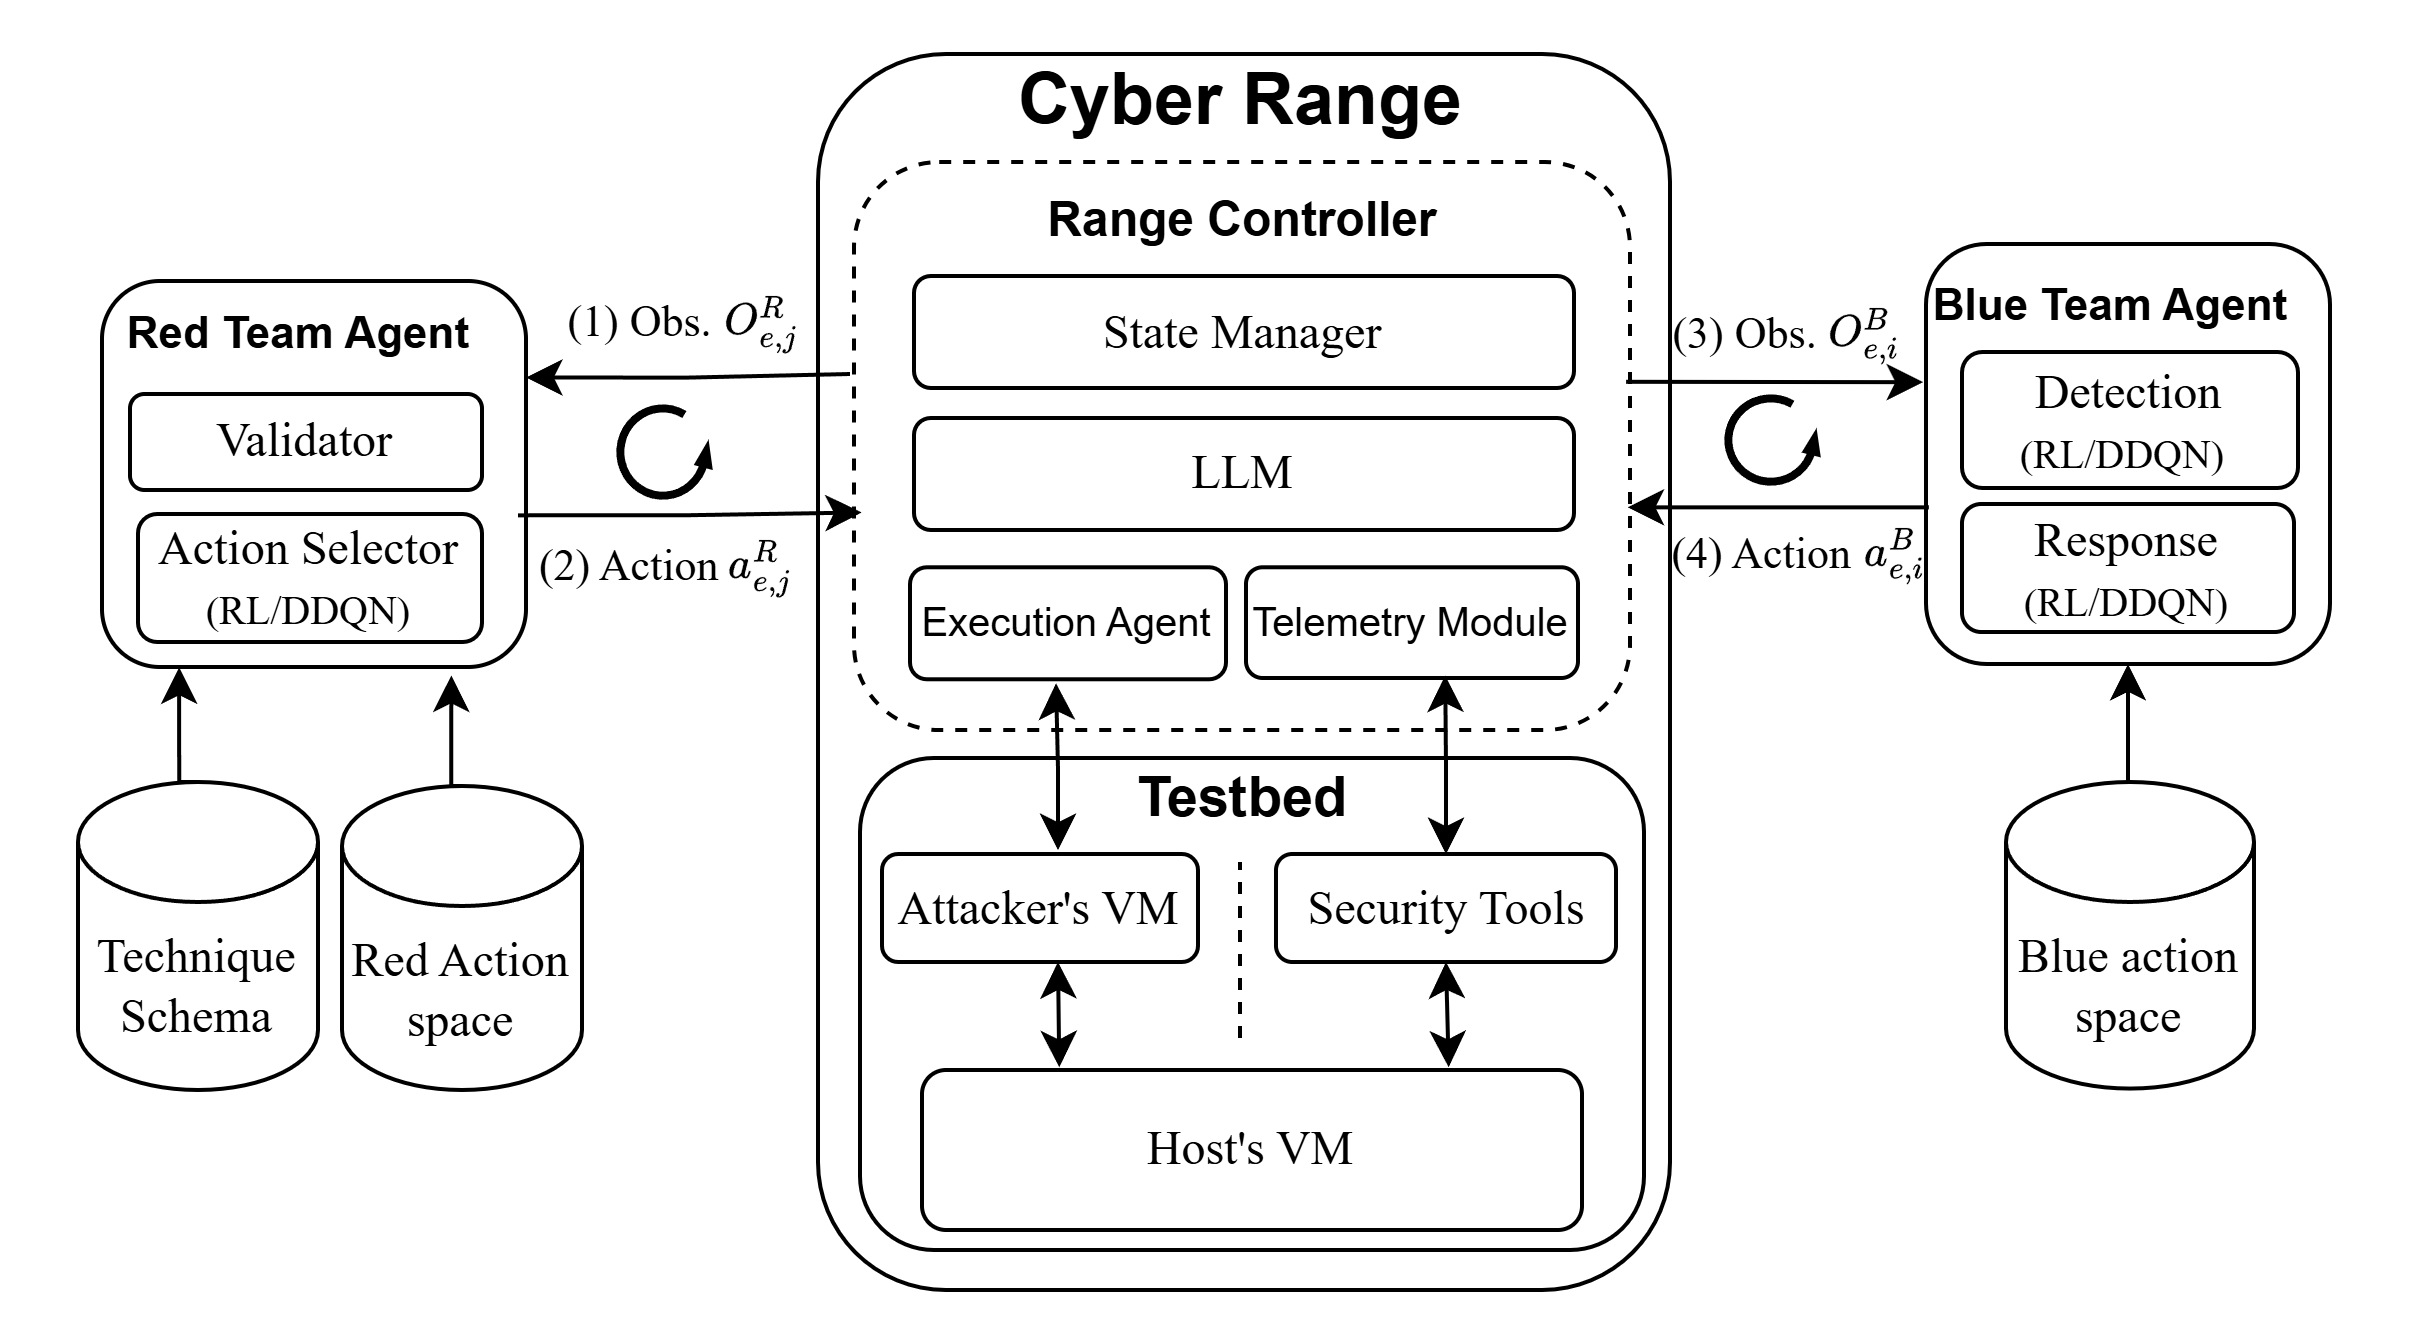 Cyber Range
Range Controller
State Manager
LLM
Execution Agent
Telemetry Module
Testbed
Attacker's VM
Security Tools
Host's VM
Red Team Agent
Validator
Action Selector
(RL/DDQN)
Technique
Schema
Red Action
space
(1) Obs. O^R_{e,j}
(2) Action a^R_{e,j}
(3) Obs. O^B_{e,i}
(4) Action a^B_{e,i}
Blue Team Agent
Detection
(RL/DDQN)
Response
(RL/DDQN)
Blue action
space